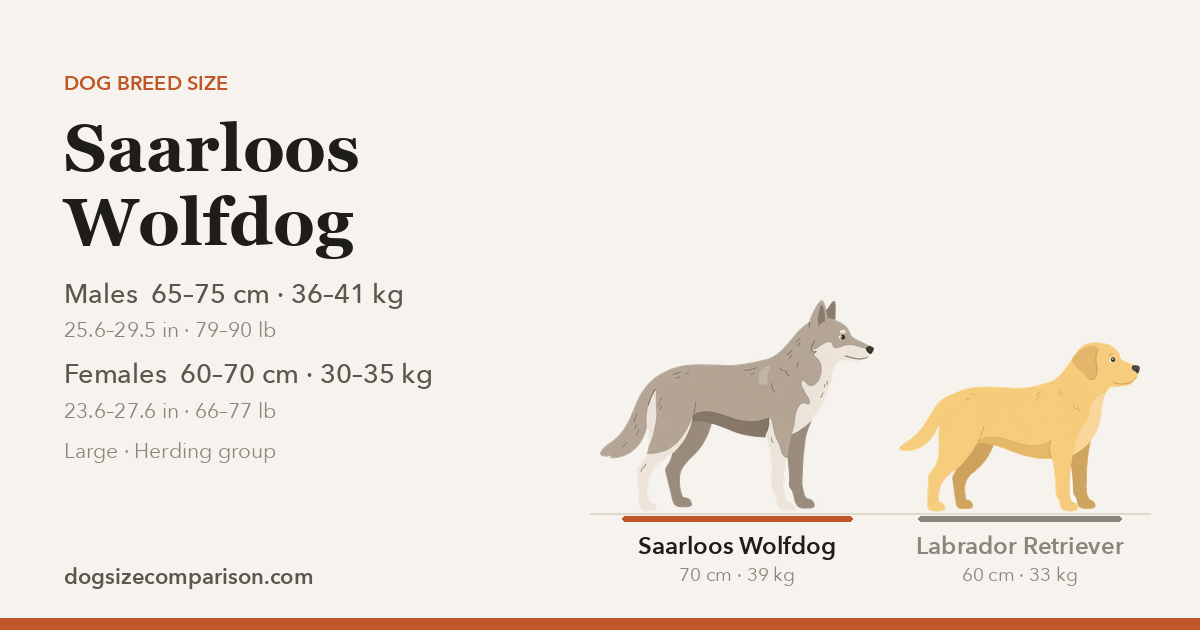 DOG BREED SIZE
Saarloos
Wolfdog
Males 65–75 cm · 36–41 kg
25.6–29.5 in · 79–90 lb
Females 60–70 cm · 30–35 kg
23.6–27.6 in · 66–77 lb
Large · Herding group
dogsizecomparison.com
Saarloos Wolfdog
70 cm · 39 kg
Labrador Retriever
60 cm · 33 kg